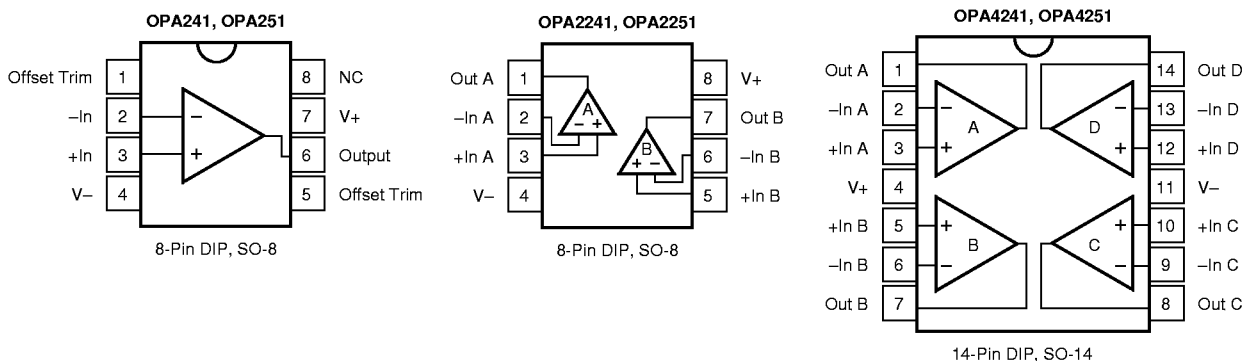 OPA241, OPA251
Offset Trim 1 8 NC
–In 2 – 7 V+
+In 3 + 6 Output
V– 4 5 Offset Trim
8-Pin DIP, SO-8
OPA2241, OPA2251
Out A 1 8 V+
A
–In A 2 – + 7 Out B
B
+In A 3 + – 6 –In B
V– 4 5 +In B
8-Pin DIP, SO-8
OPA4241, OPA4251
Out A 1 14 Out D
–In A 2 – – 13 –In D
A D
+In A 3 + + 12 +In D
V+ 4 11 V–
+In B 5 + + 10 +In C
B C
–In B 6 – – 9 –In C
Out B 7 8 Out C
14-Pin DIP, SO-14